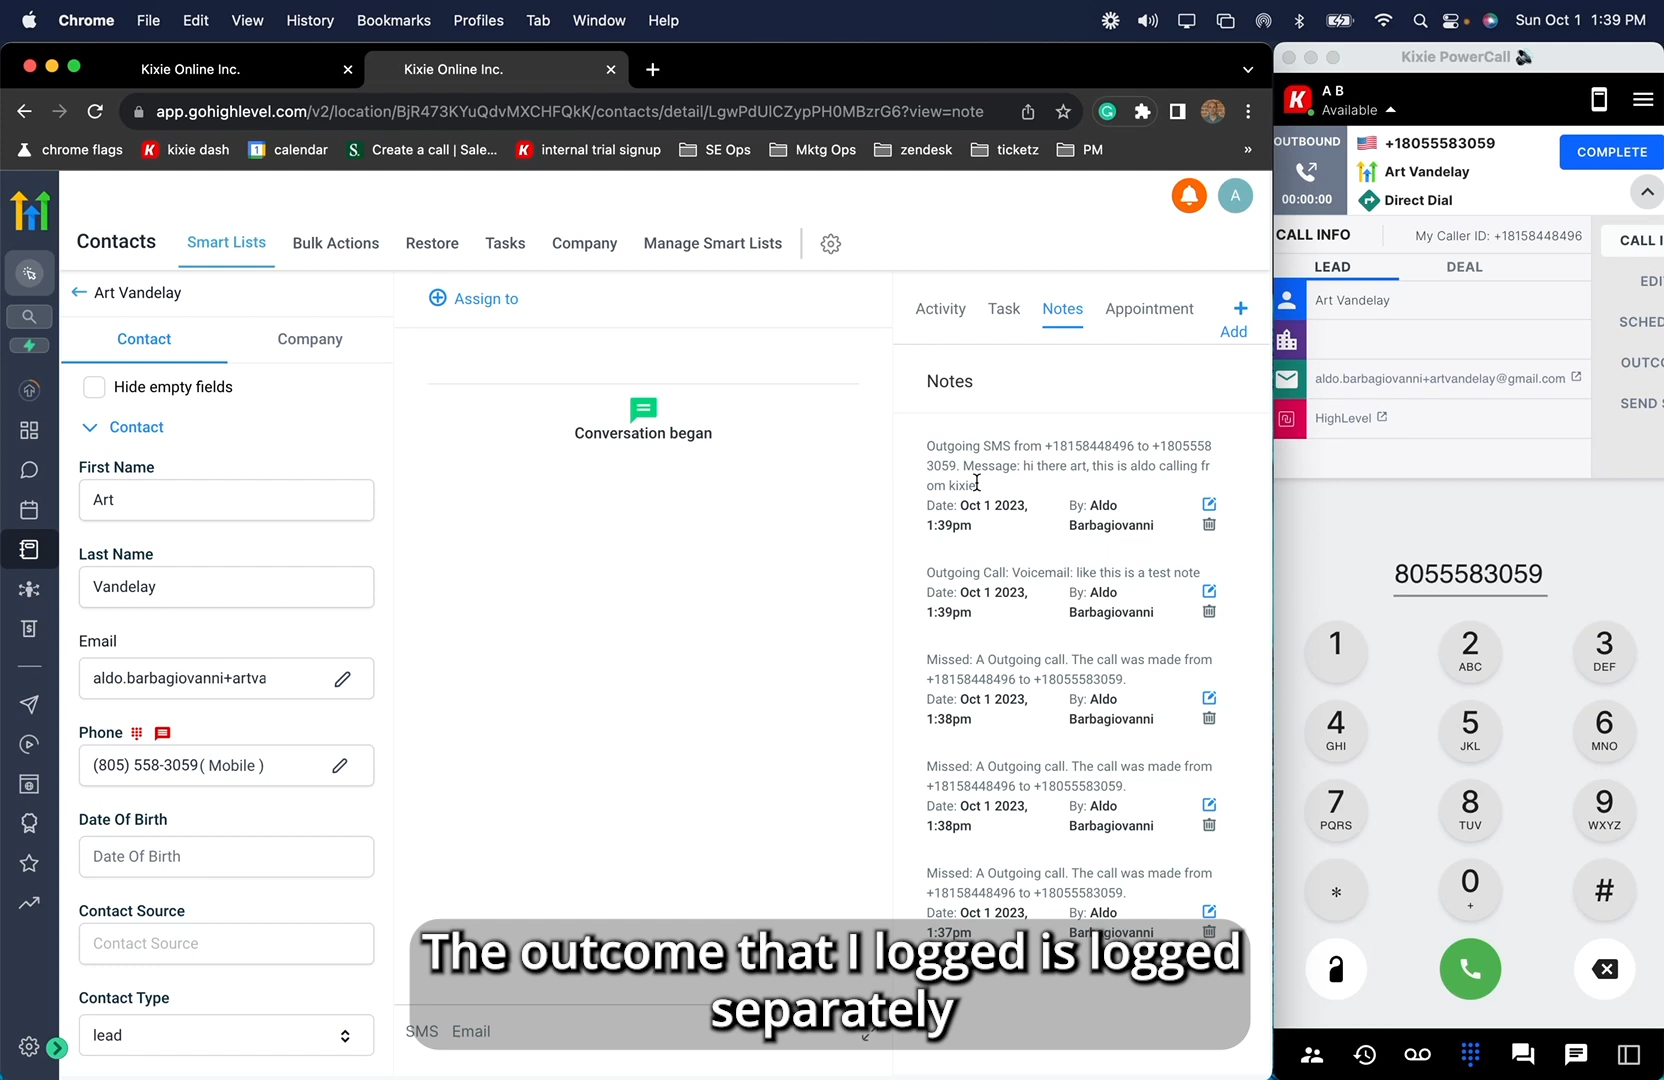 Chrome File Edit View History Bookmarks Profiles Tab Window Help
Sun Oct 1 1:39 PM
Kixie Online Inc.
Kixie Online Inc.
app.gohighlevel.com/v2/location/BjR473KYuQdvMXCHFQkK/contacts/detail/LgwPdUlCZypPH0MBzrG6?view=note
chrome flags
kixie dash
calendar
Create a call | Sale...
internal trial signup
SE Ops
Mktg Ops
zendesk
ticketz
PM
»
A
Contacts
Smart Lists
Bulk Actions
Restore
Tasks
Company
Manage Smart Lists
Art Vandelay
Contact
Company
Hide empty fields
Contact
First Name
Art
Last Name
Vandelay
Email
aldo.barbagiovanni+artva
Phone
(805) 558-3059( Mobile )
Date Of Birth
Date Of Birth
Contact Source
Contact Source
Contact Type
lead
Assign to
Conversation began
SMS Email
Activity
Task
Notes
Appointment
Add
Notes
Outgoing SMS from +18158448496 to +1805558
3059. Message: hi there art, this is aldo calling fr
om kixie
Date: Oct 1 2023, By: Aldo
1:39pm Barbagiovanni
Outgoing Call: Voicemail: like this is a test note
Date: Oct 1 2023, By: Aldo
1:39pm Barbagiovanni
Missed: A Outgoing call. The call was made from
+18158448496 to +18055583059.
Date: Oct 1 2023, By: Aldo
1:38pm Barbagiovanni
Missed: A Outgoing call. The call was made from
+18158448496 to +18055583059.
Date: Oct 1 2023, By: Aldo
1:38pm Barbagiovanni
Missed: A Outgoing call. The call was made from
+18158448496 to +18055583059.
Date: Oct 1 2023, By: Aldo
1:37pm Barbagiovanni
The outcome that I logged is logged
separately
Kixie PowerCall
A B
Available
OUTBOUND
00:00:00
+18055583059
Art Vandelay
Direct Dial
COMPLETE
CALL INFO
My Caller ID: +18158448496
LEAD
DEAL
Art Vandelay
aldo.barbagiovanni+artvandelay@gmail.com
HighLevel
CALL I
EDI
SCHED
OUTCO
SEND S
8055583059
1
2 ABC
3 DEF
4 GHI
5 JKL
6 MNO
7 PQRS
8 TUV
9 WXYZ
*
0 +
#